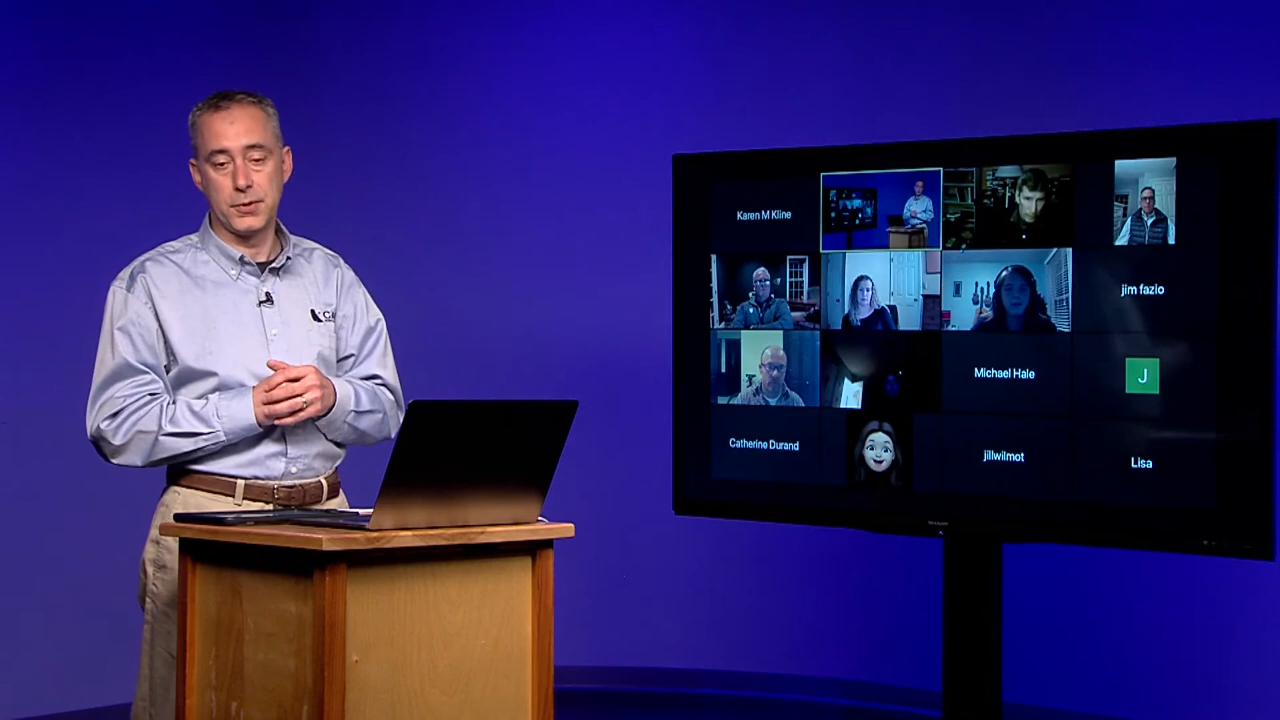 Karen M Kline
jim fazio
Michael Hale
J
Catherine Durand
jillwilmot
Lisa